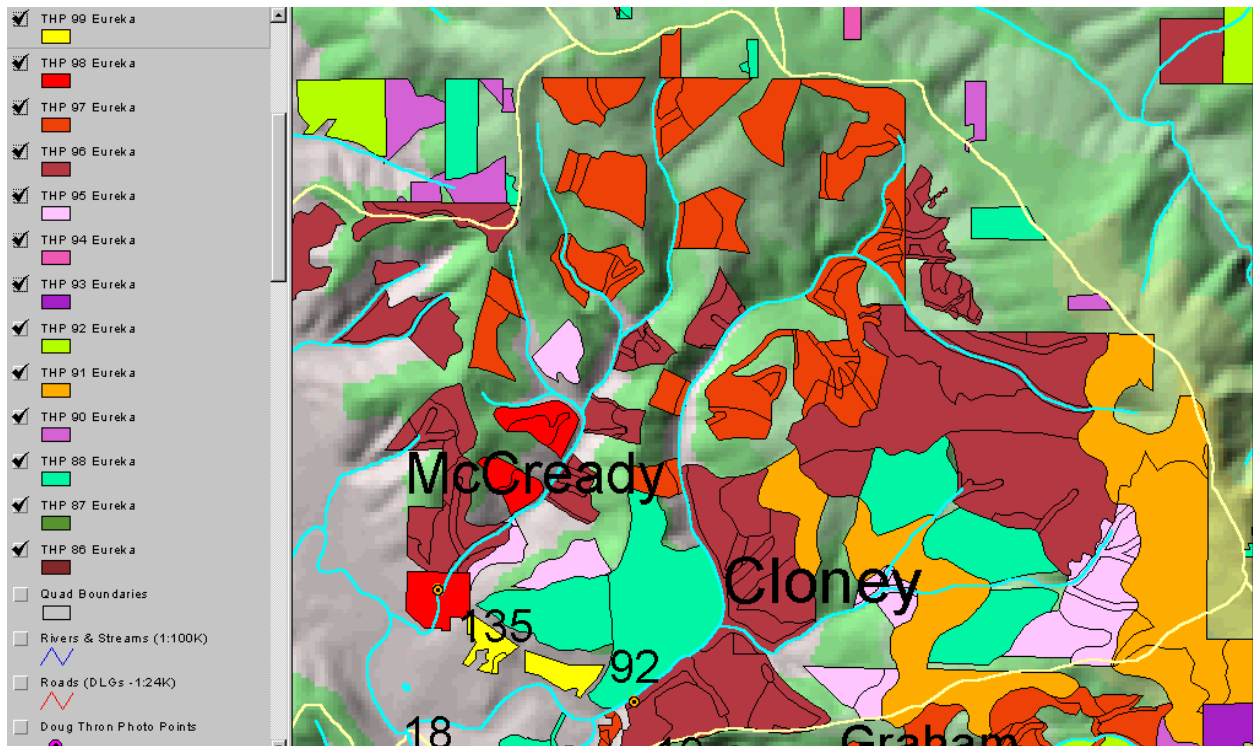 THP 99 Eureka
THP 98 Eureka
THP 97 Eureka
THP 96 Eureka
THP 95 Eureka
THP 94 Eureka
THP 93 Eureka
THP 92 Eureka
THP 91 Eureka
THP 90 Eureka
THP 88 Eureka
THP 87 Eureka
THP 86 Eureka
Quad Boundaries
Rivers & Streams (1:100K)
Roads (DLGs -1:24K)
Doug Thron Photo Points
McCready
Cloney
135
92
18
Graham